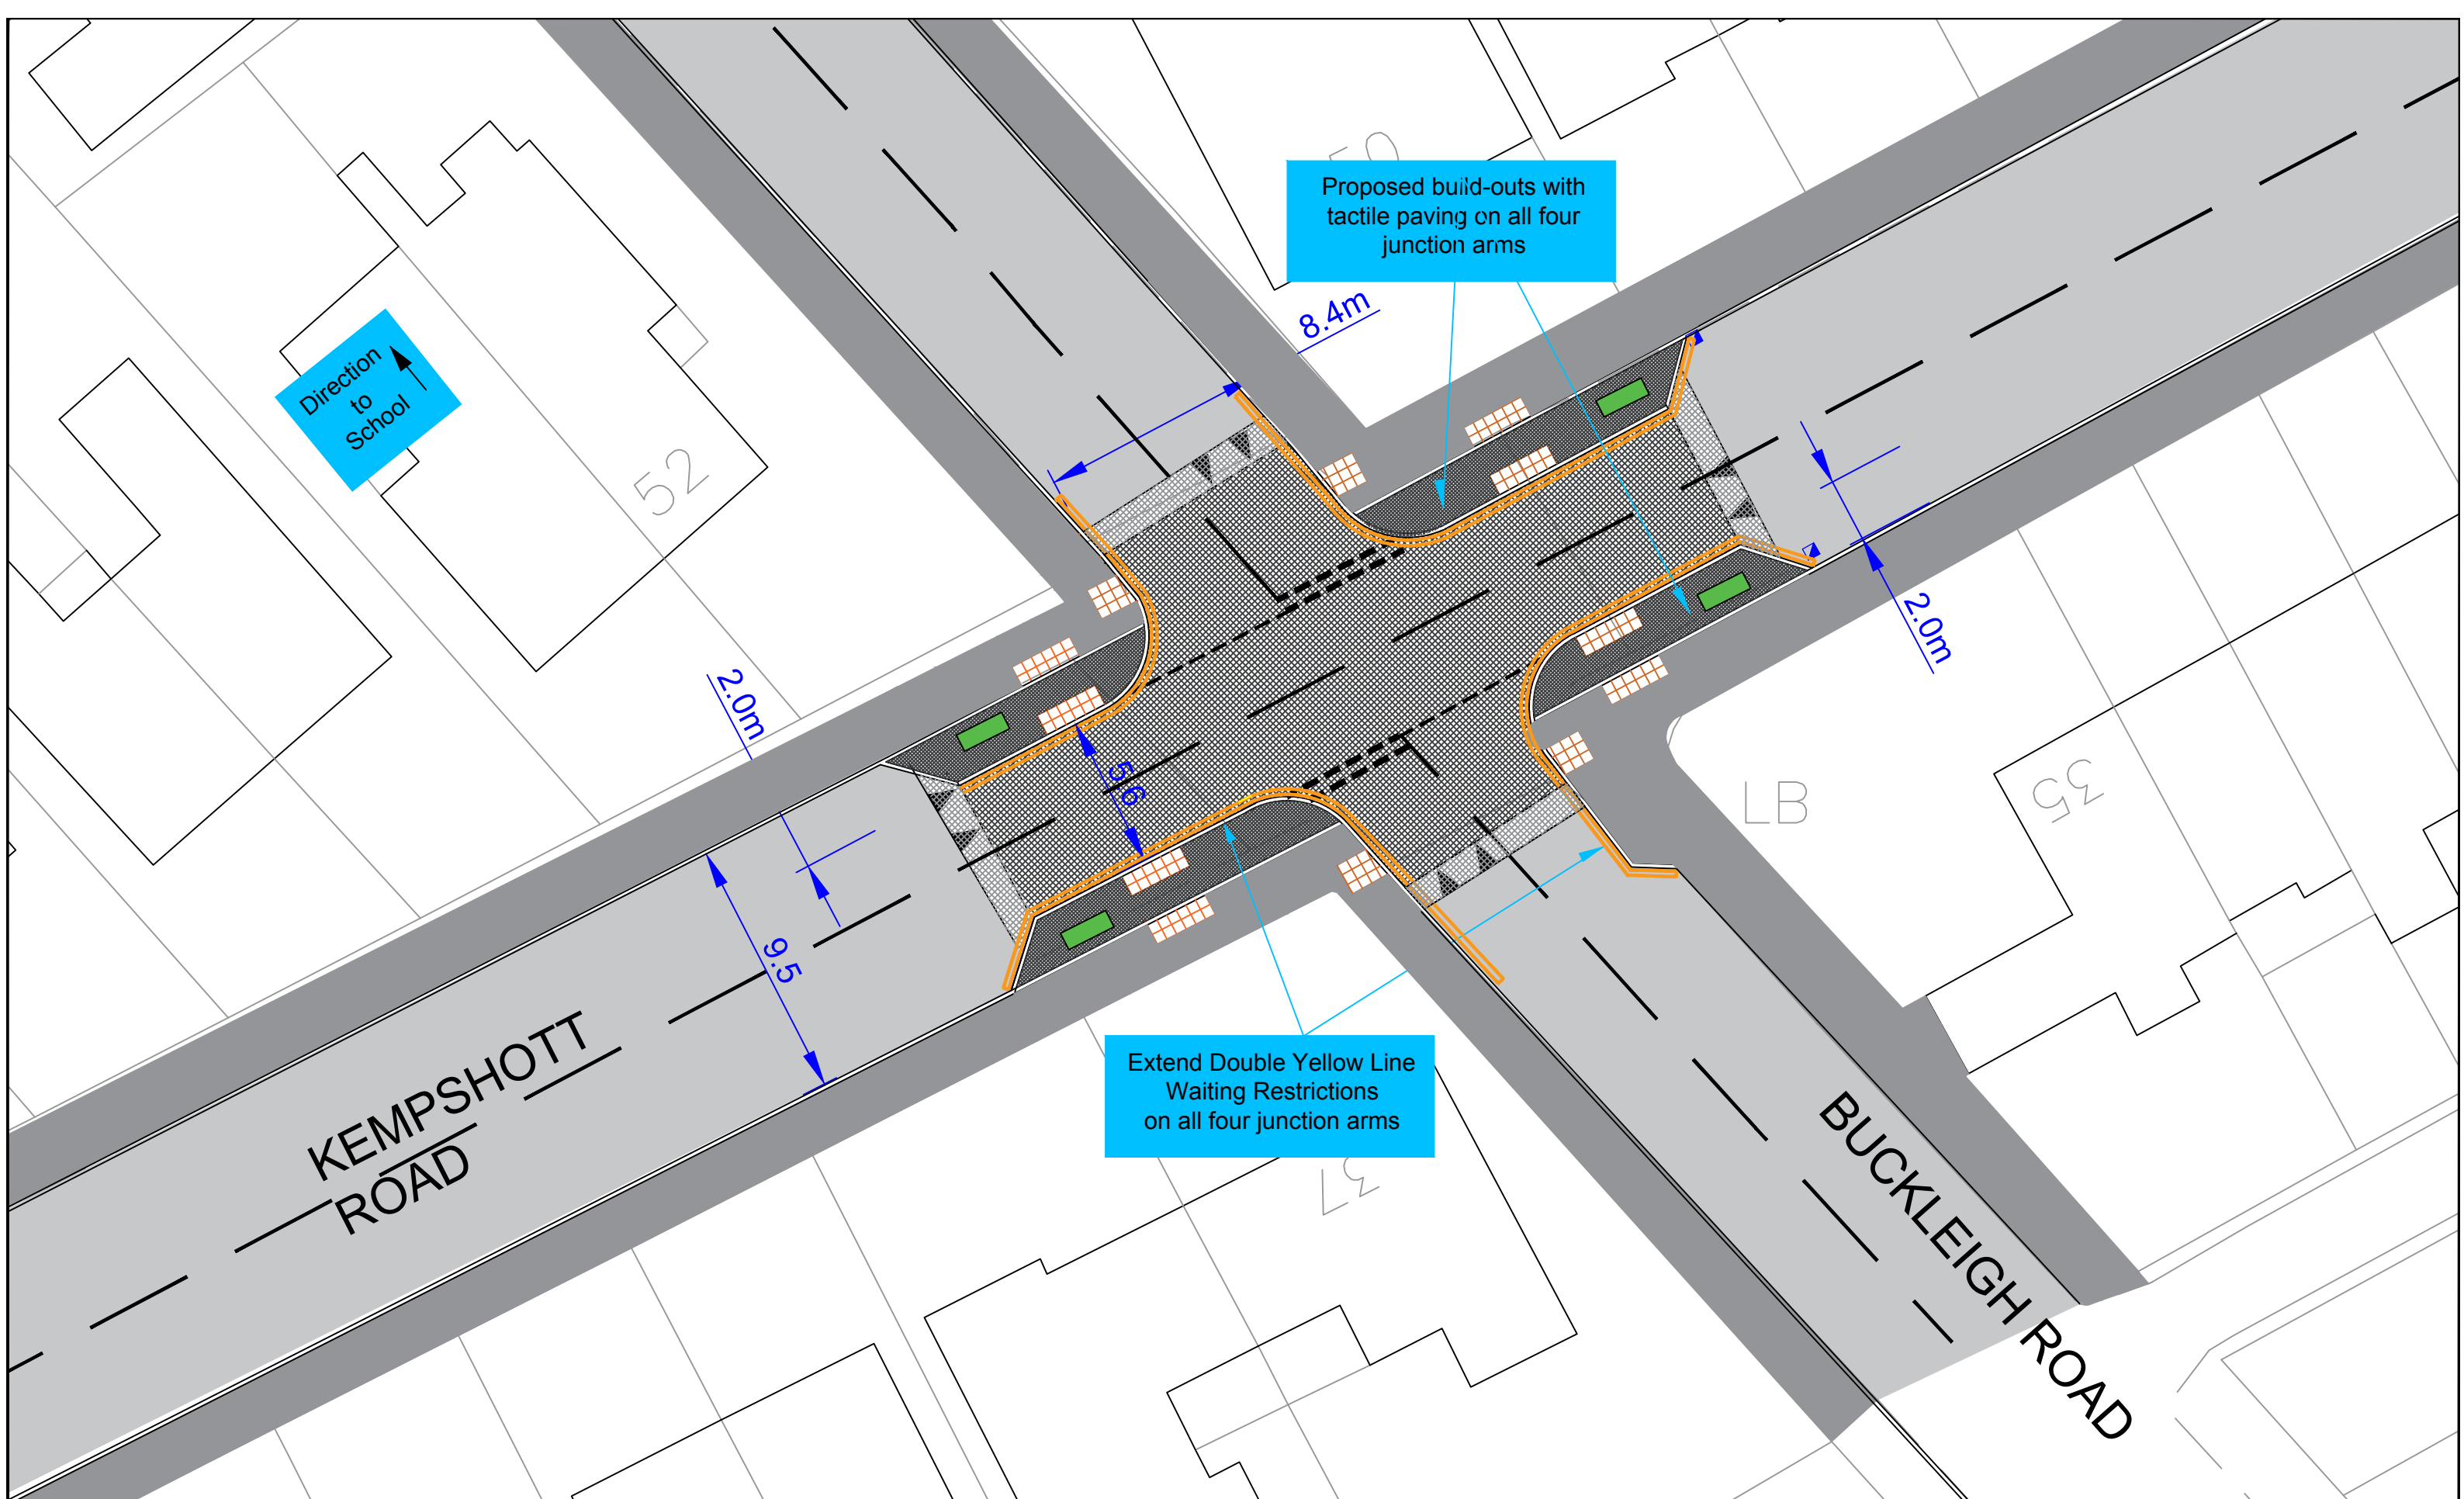 Proposed build-outs with
tactile paving on all four
junction arms
8.4m
Direction
to
School
52
2.0m
2.0m
5.6
9.5
LB
35
KEMPSHOTT
ROAD
Extend Double Yellow Line
Waiting Restrictions
on all four junction arms
37
BUCKLEIGH ROAD